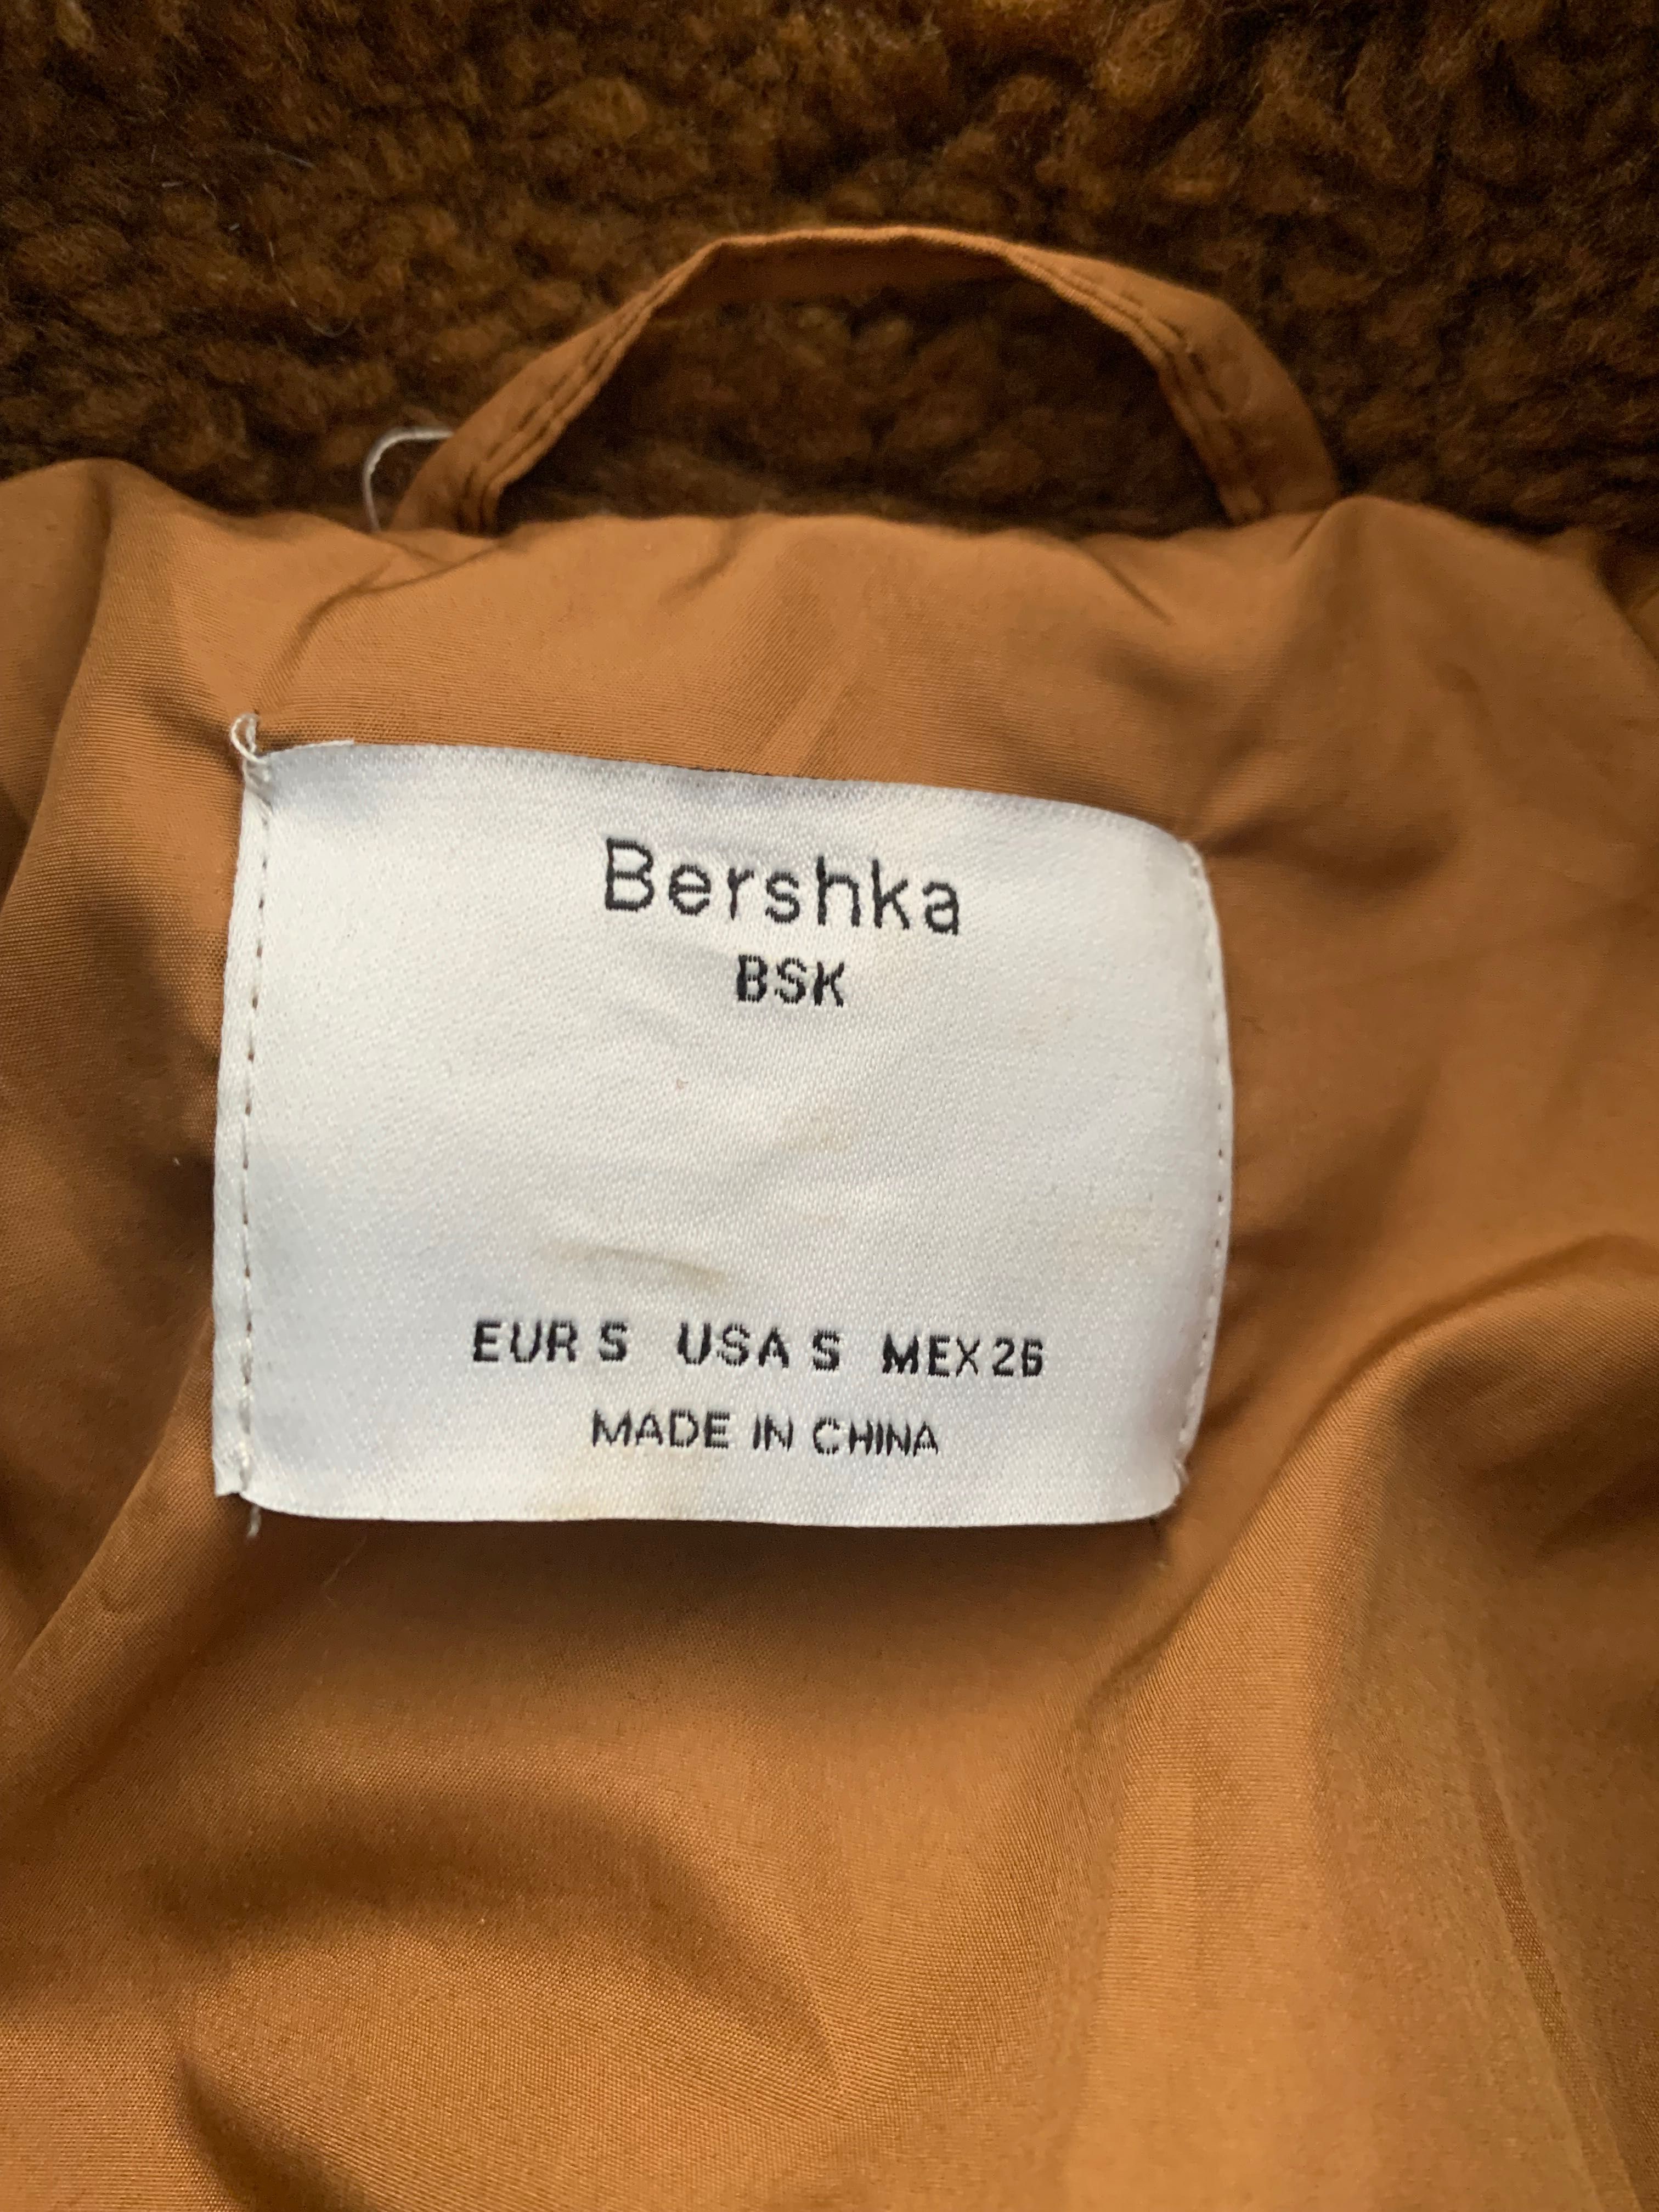 Bershka
BSK
EUR S USA S MEX 26
MADE IN CHINA